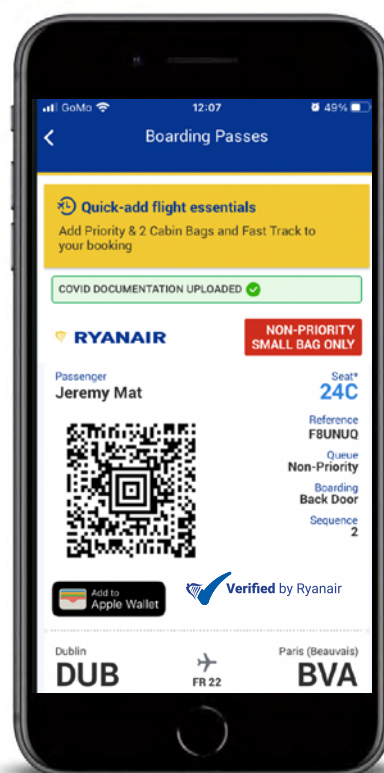 GoMo 12:07 49%
Boarding Passes
Quick-add flight essentials
Add Priority & 2 Cabin Bags and Fast Track to
your booking
COVID DOCUMENTATION UPLOADED
RYANAIR
NON-PRIORITY
SMALL BAG ONLY
Passenger
Jeremy Mat
Seat*
24C
Reference
F8UNUQ
Queue
Non-Priority
Boarding
Back Door
Sequence
2
Add to
Apple Wallet
Verified by Ryanair
Dublin
DUB
FR 22
Paris (Beauvais)
BVA